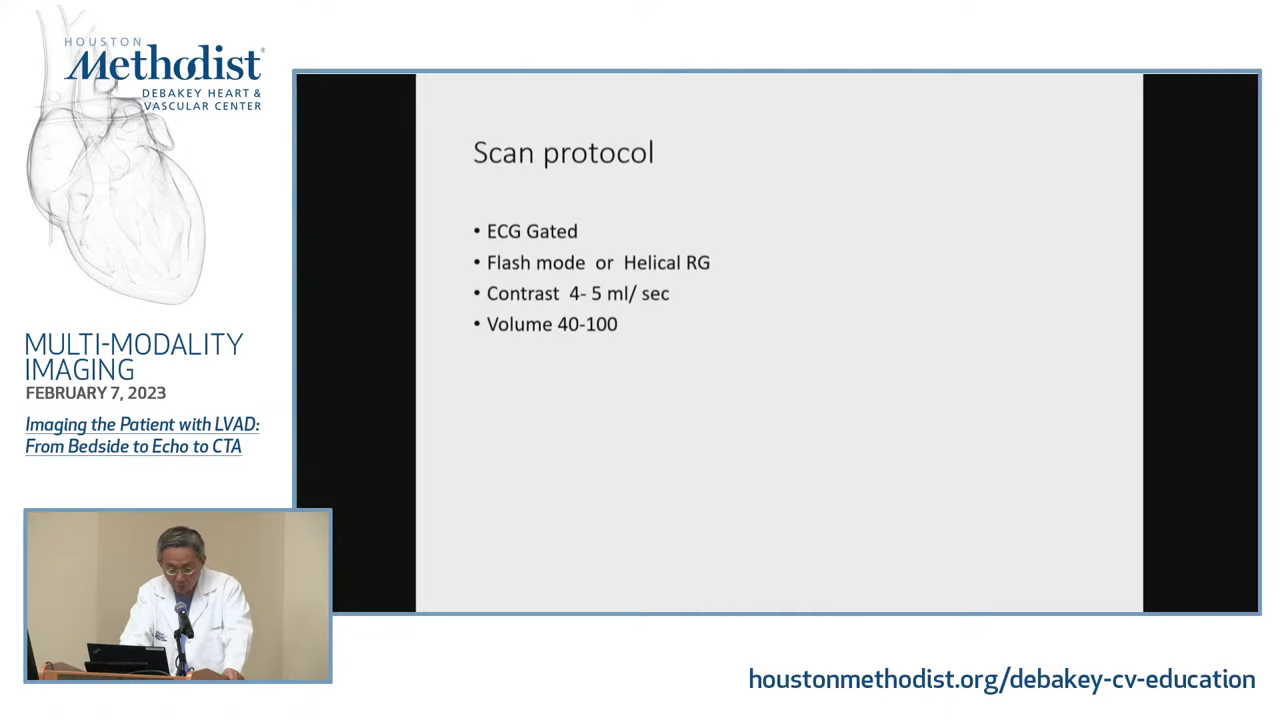 HOUSTON
Methodist®
DEBAKEY HEART &
VASCULAR CENTER
MULTI-MODALITY
IMAGING
FEBRUARY 7, 2023
Imaging the Patient with LVAD:
From Bedside to Echo to CTA
Scan protocol
• ECG Gated
• Flash mode or Helical RG
• Contrast 4- 5 ml/ sec
• Volume 40-100
houstonmethodist.org/debakey-cv-education